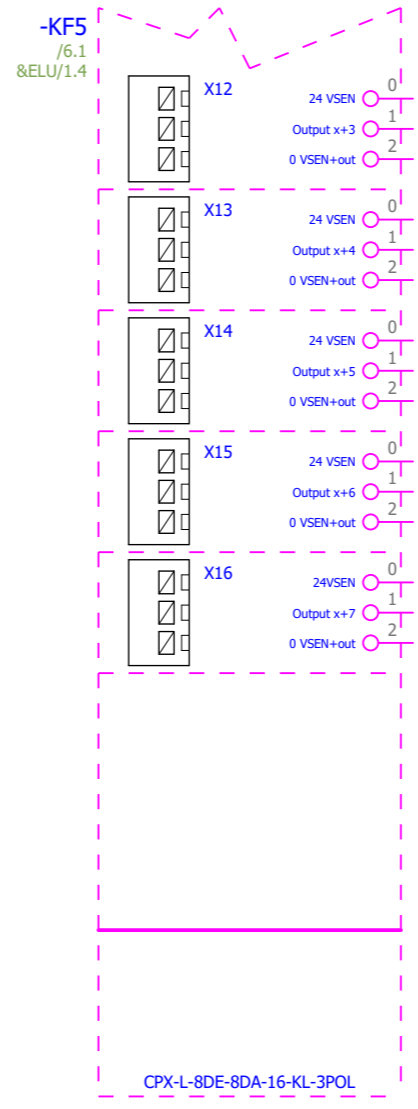 -KF5
/6.1
&ELU/1.4
X12
24 VSEN 0
Output x+3 1
0 VSEN+out 2
X13
24 VSEN 0
Output x+4 1
0 VSEN+out 2
X14
24 VSEN 0
Output x+5 1
0 VSEN+out 2
X15
24 VSEN 0
Output x+6 1
0 VSEN+out 2
X16
24VSEN 0
Output x+7 1
0 VSEN+out 2
CPX-L-8DE-8DA-16-KL-3POL